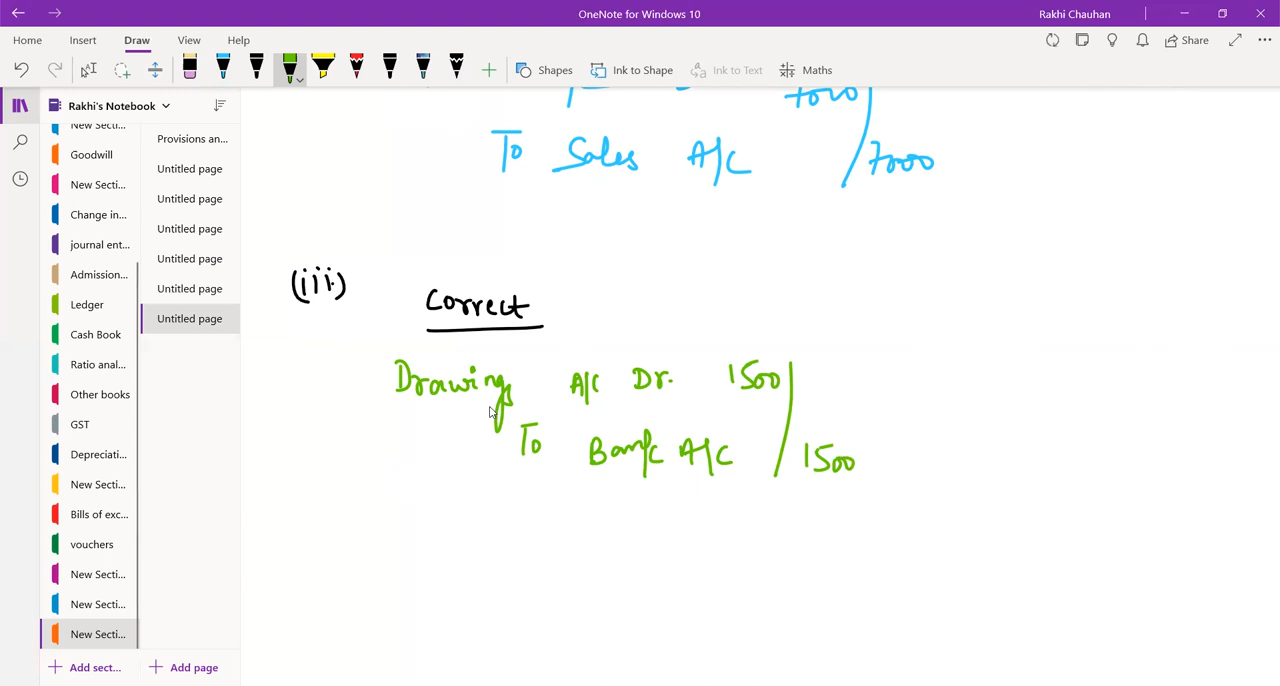 OneNote for Windows 10
Rakhi Chauhan
Home Insert Draw View Help
Share
Shapes Ink to Shape Ink to Text Maths
Rakhi's Notebook
New Secti...
Goodwill
New Secti...
Change in...
journal ent...
Admission...
Ledger
Cash Book
Ratio anal...
Other books
GST
Depreciati...
New Secti...
Bills of exc...
vouchers
New Secti...
New Secti...
New Secti...
Add sect...
Provisions an...
Untitled page
Untitled page
Untitled page
Untitled page
Untitled page
Untitled page
Add page
To Sales A/C 7000
(iii)
Correct
Drawings A/C Dr. 1500
To Bank A/C 1500